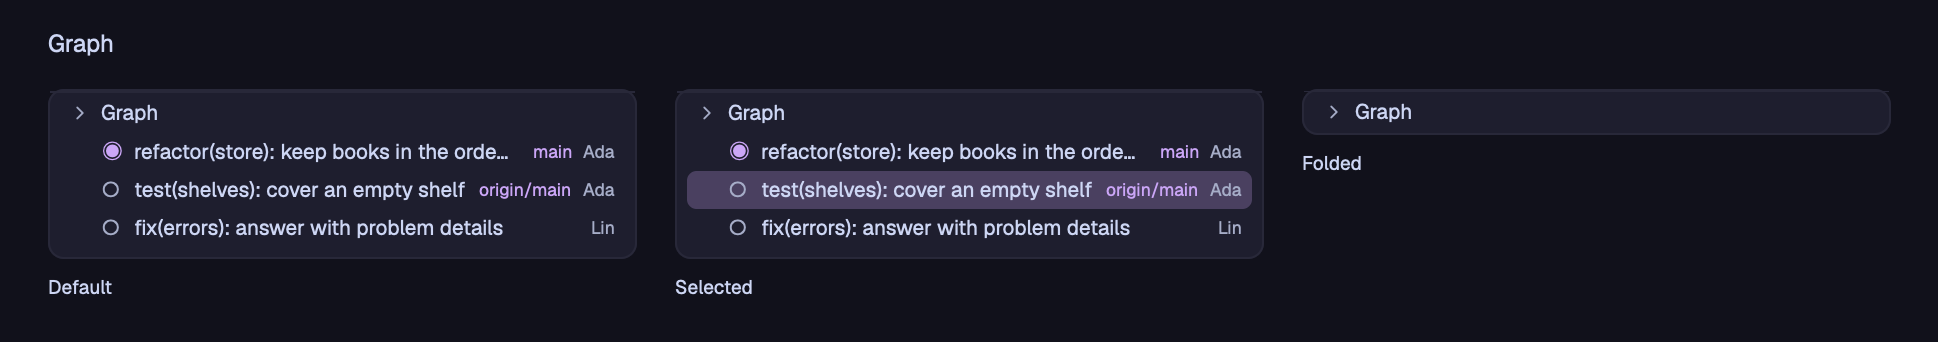 Graph
Graph
refactor(store): keep books in the orde... main Ada
test(shelves): cover an empty shelf origin/main Ada
fix(errors): answer with problem details Lin
Default
Graph
refactor(store): keep books in the orde... main Ada
test(shelves): cover an empty shelf origin/main Ada
fix(errors): answer with problem details Lin
Selected
Graph
Folded